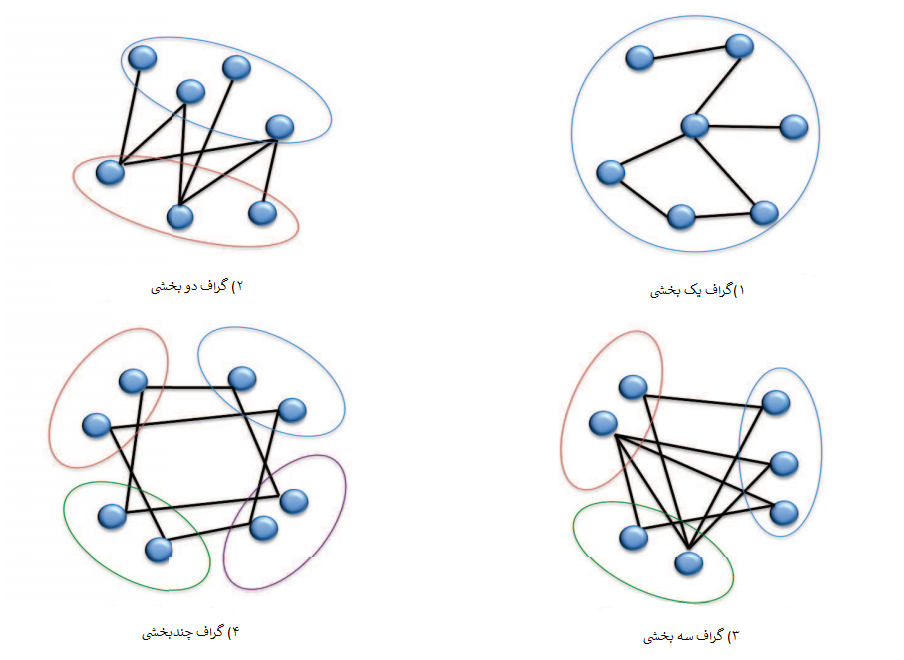 ۱)گراف یک بخشی
۲) گراف دو بخشی
۳) گراف سه بخشی
۴) گراف چندبخشی